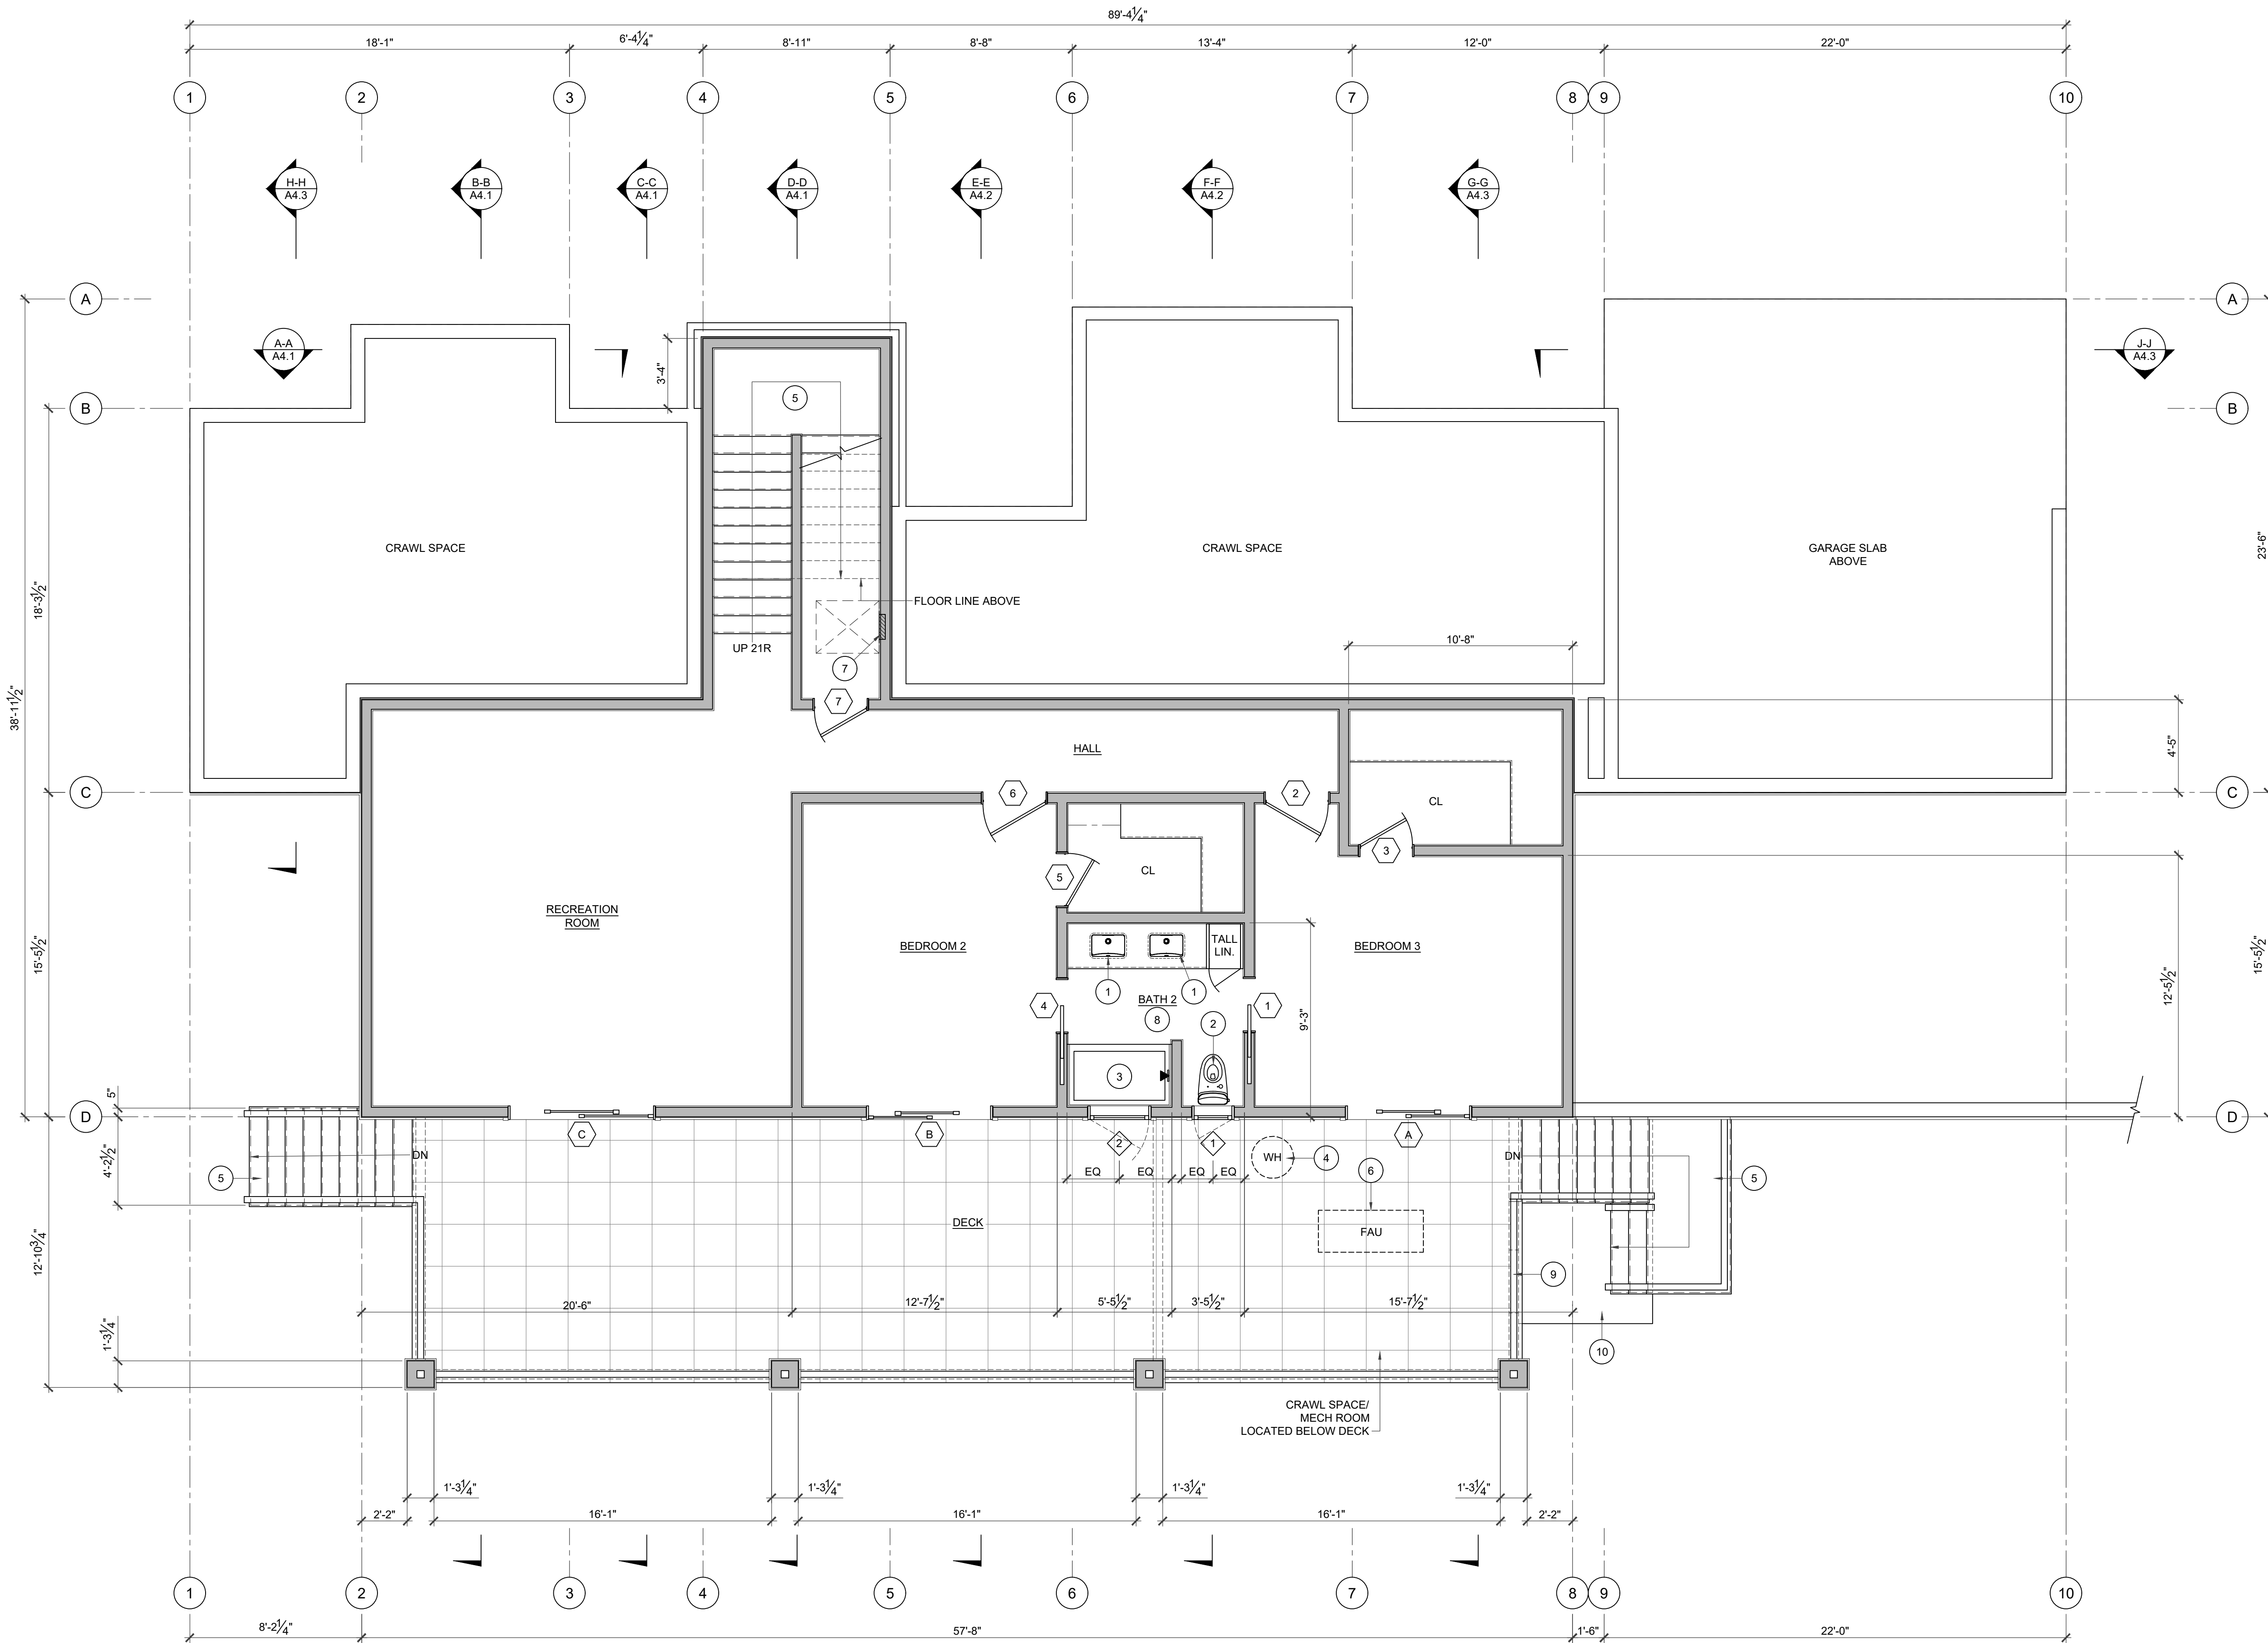 89'-4 1/4"
18'-1"
6'-4 1/4"
8'-11"
8'-8"
13'-4"
12'-0"
22'-0"
1
2
3
4
5
6
7
8
9
10
H-H
A4.3
B-B
A4.1
C-C
A4.1
D-D
A4.1
E-E
A4.2
F-F
A4.2
G-G
A4.3
A
A
A-A
A4.1
J-J
A4.3
3'-4"
B
B
5
CRAWL SPACE
CRAWL SPACE
GARAGE SLAB
ABOVE
23'-6"
18'-3 1/2"
FLOOR LINE ABOVE
UP 21R
10'-8"
7
7
38'-11 1/2"
HALL
4'-5"
C
C
6
2
CL
3
5
CL
RECREATION
ROOM
BEDROOM 2
TALL
LIN.
BEDROOM 3
15'-5 1/2"
15'-5 1/2"
12'-5 1/2"
1
1
4
BATH 2
1
8
2
9'-3"
3
5"
D
D
C
B
2
1
A
DN
WH
4
DN
4'-2 1/2"
5
EQ
EQ
EQ
EQ
6
5
DECK
FAU
12'-10 3/4"
9
20'-6"
12'-7 1/2"
5'-5 1/2"
3'-5 1/2"
15'-7 1/2"
1'-3 1/4"
10
CRAWL SPACE/
MECH ROOM
LOCATED BELOW DECK
1'-3 1/4"
1'-3 1/4"
1'-3 1/4"
1'-3 1/4"
2'-2"
16'-1"
16'-1"
16'-1"
2'-2"
1
2
3
4
5
6
7
8
9
10
8'-2 1/4"
57'-8"
1'-6"
22'-0"